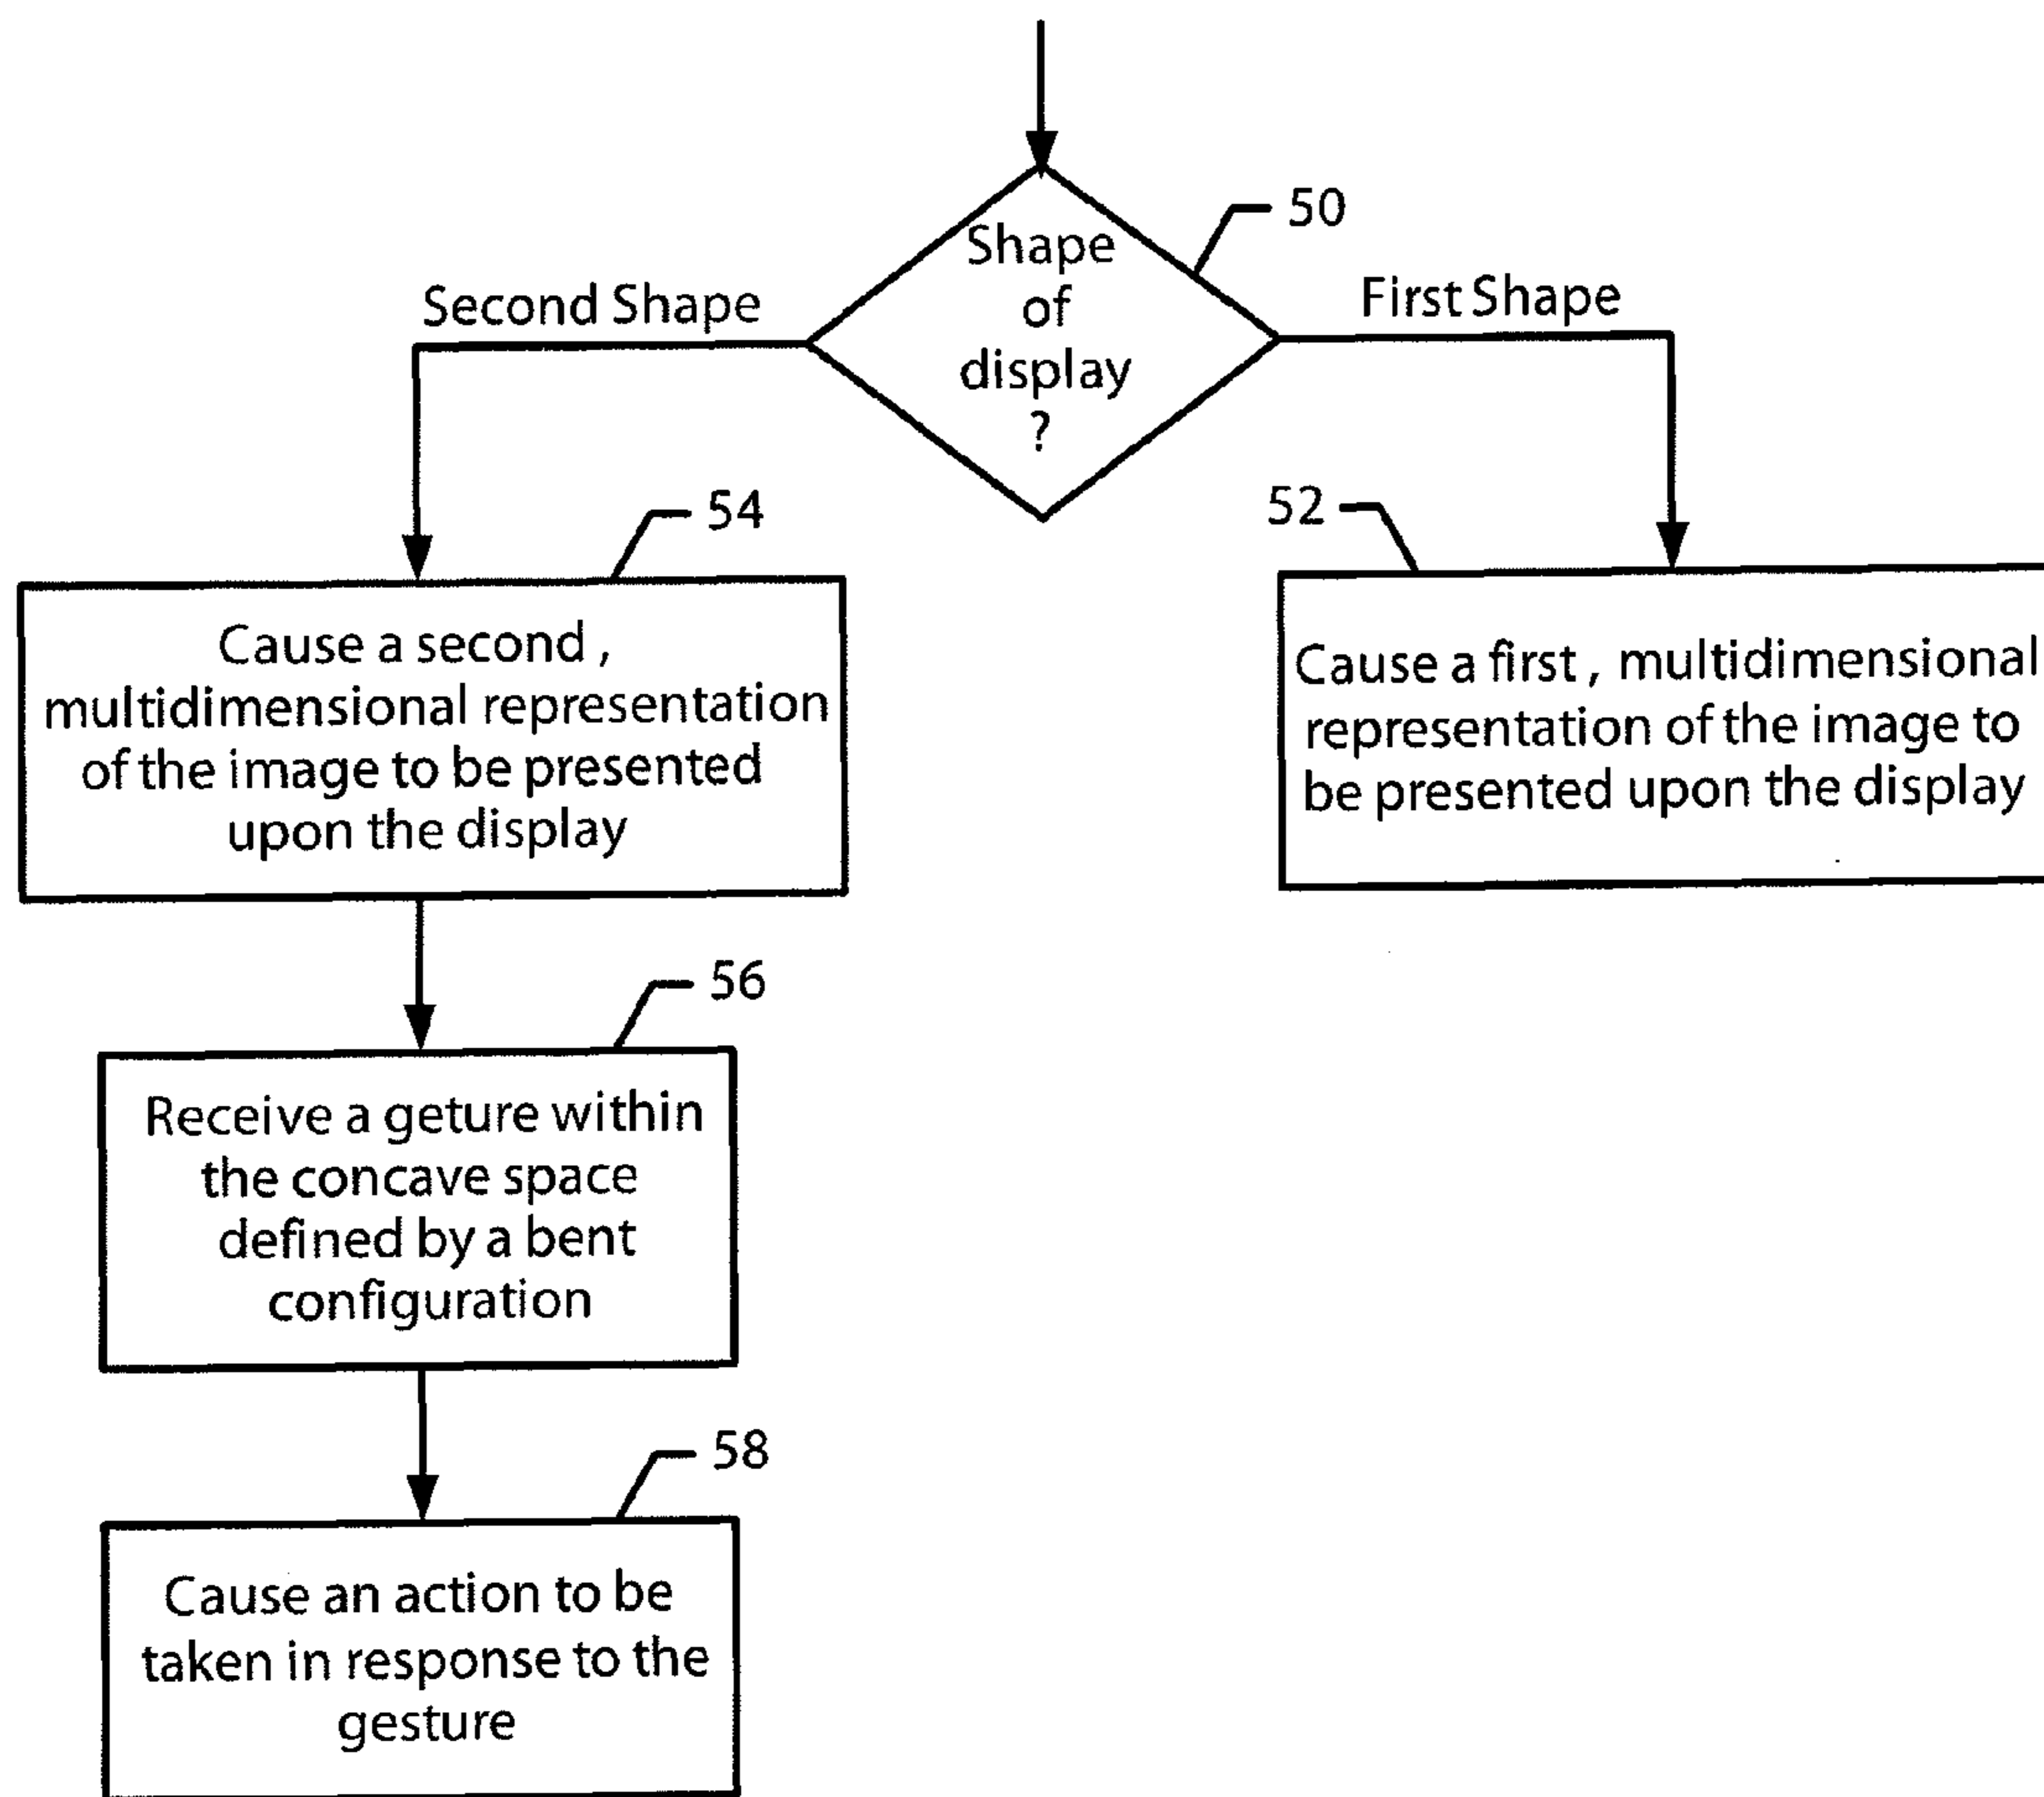 50
Shape
of
display
?
Second Shape
First Shape
54
Cause a second ,
multidimensional representation
of the image to be presented
upon the display
52
Cause a first , multidimensional
representation of the image to
be presented upon the display
56
Receive a geture within
the concave space
defined by a bent
configuration
58
Cause an action to be
taken in response to the
gesture